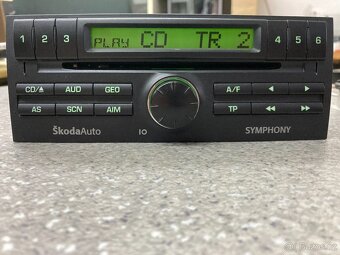 1 2 3 PLAY CD TR 2 4 5 6
CD/⏏ AUD GEO A/F ◀ ▶
AS SCN AIM TP ◀◀ ▶▶
ŠkodaAuto IO SYMPHONY